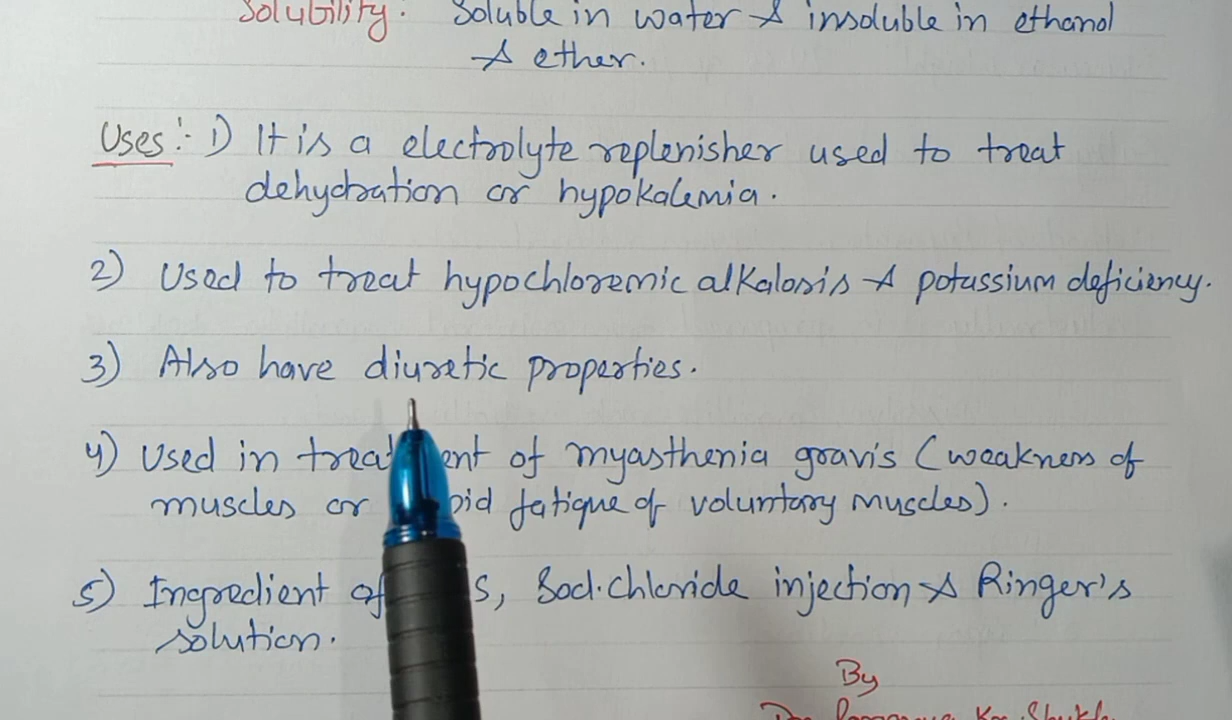 Solubility: Soluble in water & insoluble in ethanol
& ether.
Uses:- 1) It is a electrolyte replenisher used to treat
dehydration or hypokalemia.
2) Used to treat hypochloremic alkalosis & potassium deficiency.
3) Also have diuretic properties.
4) Used in treat ent of myasthenia gravis (weakness of
muscles or pid fatigue of voluntary muscles).
5) Ingredient of S, Sod. Chloride injection & Ringer's
solution.
By